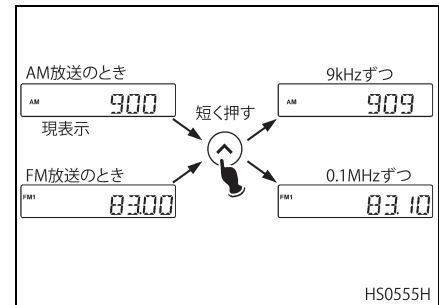 AM放送のとき
9kHzずつ
AM 900
短く押す
AM 909
現表示
FM放送のとき
0.1MHzずつ
FM1 83.00
FM1 83.10
HS0555H